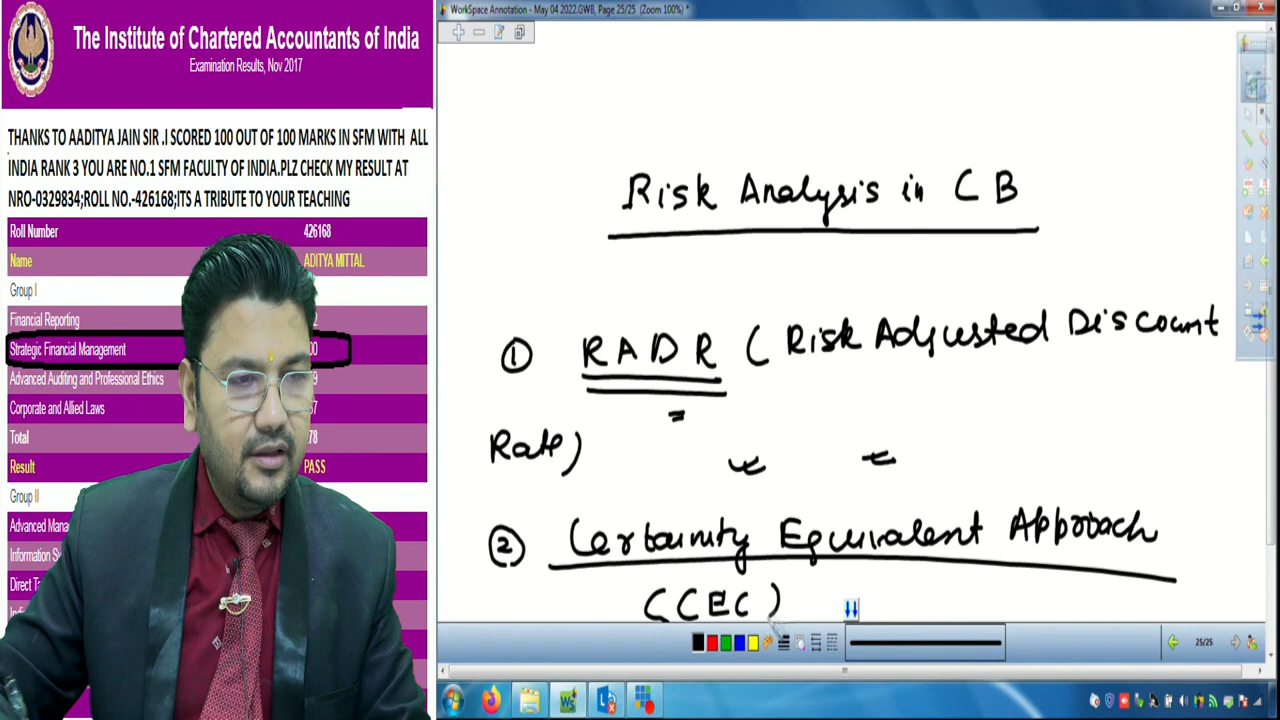 The Institute of Chartered Accountants of India
Examination Results, Nov 2017
THANKS TO AADITYA JAIN SIR .I SCORED 100 OUT OF 100 MARKS IN SFM WITH ALL
INDIA RANK 3 YOU ARE NO.1 SFM FACULTY OF INDIA.PLZ CHECK MY RESULT AT
NRO-0329834;ROLL NO.-426168;ITS A TRIBUTE TO YOUR TEACHING
Roll Number 426168
Name ADITYA MITTAL
Group I
Financial Reporting
Strategic Financial Management
Advanced Auditing and Professional Ethics
Corporate and Allied Laws
Total
Result PASS
Group II
Advanced
Information
Direct
WorkSpace Annotation - May 04 2022.GWB, Page 25/25 (Zoom 100%) *
Risk Analysis in C B
① RADR ( Risk Adjusted Discount
Rate)
② Certainity Equivalent Approach
(CEC)
25/25